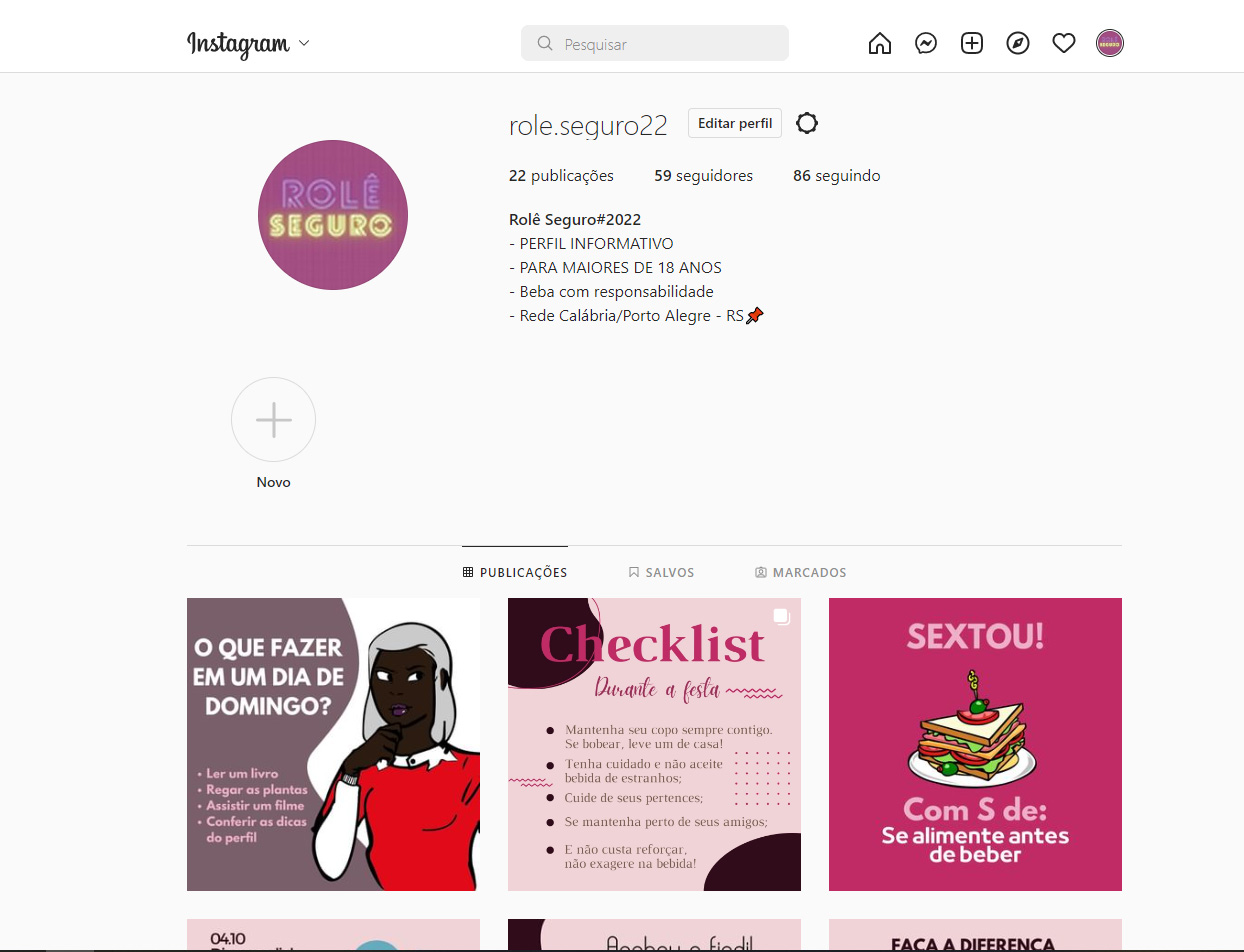 Instagram
Pesquisar
role.seguro22
Editar perfil
22 publicações
59 seguidores
86 seguindo
ROLÊ
SEGURO
Rolê Seguro#2022
- PERFIL INFORMATIVO
- PARA MAIORES DE 18 ANOS
- Beba com responsabilidade
- Rede Calábria/Porto Alegre - RS📌
Novo
PUBLICAÇÕES
SALVOS
MARCADOS
O QUE FAZER
EM UM DIA DE
DOMINGO?
• Ler um livro
• Regar as plantas
• Assistir um filme
• Conferir as dicas
do perfil
Checklist
Durante a festa
• Mantenha seu copo sempre contigo.
Se bobear, leve um de casa!
• Tenha cuidado e não aceite
bebida de estranhos;
• Cuide de seus pertences;
• Se mantenha perto de seus amigos;
• E não custa reforçar,
não exagere na bebida!
SEXTOU!
Com S de:
Se alimente antes
de beber
04.10
FAÇA A DIFERENÇA